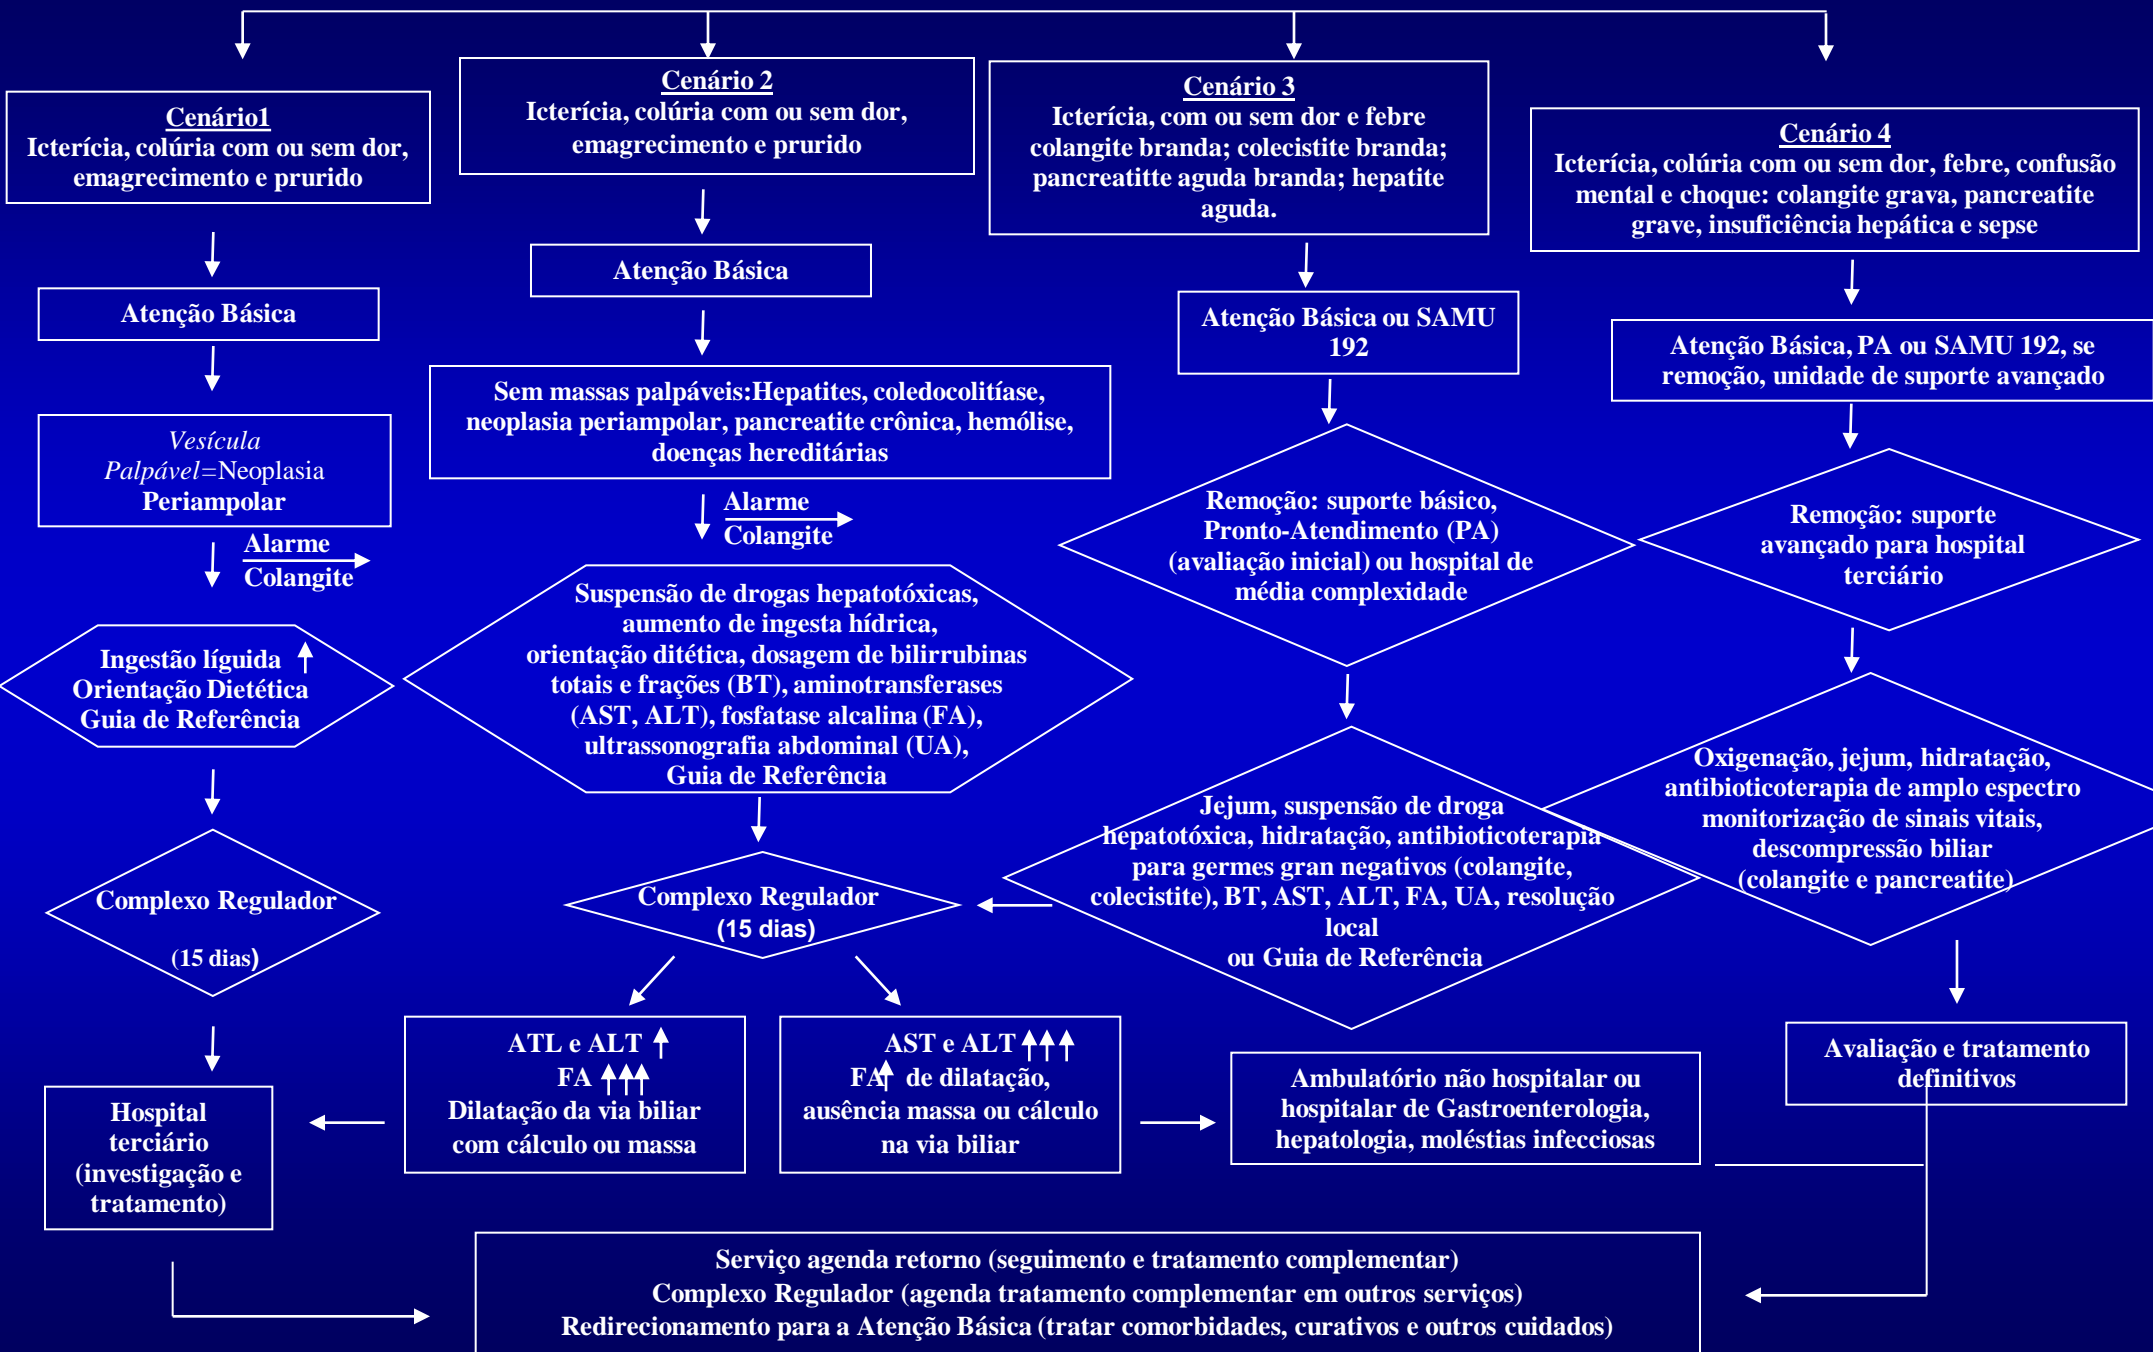 Cenário1
Icterícia, colúria com ou sem dor,
emagrecimento e prurido
Atenção Básica
Vesícula
Palpável=Neoplasia
Periampolar
Alarme
Colangite
Ingestão líguida
Orientação Dietética
Guia de Referência
Complexo Regulador
(15 dias)
Hospital
terciário
(investigação e
tratamento)
Cenário 2
Icterícia, colúria com ou sem dor,
emagrecimento e prurido
Atenção Básica
Sem massas palpáveis:Hepatites, coledocolitíase,
neoplasia periampolar, pancreatite crônica, hemólise,
doenças hereditárias
Alarme
Colangite
Suspensão de drogas hepatotóxicas,
aumento de ingesta hídrica,
orientação ditética, dosagem de bilirrubinas
totais e frações (BT), aminotransferases
(AST, ALT), fosfatase alcalina (FA),
ultrassonografia abdominal (UA),
Guia de Referência
Complexo Regulador
(15 dias)
ATL e ALT
FA
Dilatação da via biliar
com cálculo ou massa
AST e ALT
FA de dilatação,
ausência massa ou cálculo
na via biliar
Cenário 3
Icterícia, com ou sem dor e febre
colangite branda; colecistite branda;
pancreatitte aguda branda; hepatite
aguda.
Atenção Básica ou SAMU
192
Remoção: suporte básico,
Pronto-Atendimento (PA)
(avaliação inicial) ou hospital de
média complexidade
Jejum, suspensão de droga
hepatotóxica, hidratação, antibioticoterapia
para germes gran negativos (colangite,
colecistite), BT, AST, ALT, FA, UA, resolução
local
ou Guia de Referência
Ambulatório não hospitalar ou
hospitalar de Gastroenterologia,
hepatologia, moléstias infecciosas
Cenário 4
Icterícia, colúria com ou sem dor, febre, confusão
mental e choque: colangite grava, pancreatite
grave, insuficiência hepática e sepse
Atenção Básica, PA ou SAMU 192, se
remoção, unidade de suporte avançado
Remoção: suporte
avançado para hospital
terciário
Oxigenação, jejum, hidratação,
antibioticoterapia de amplo espectro
monitorização de sinais vitais,
descompressão biliar
(colangite e pancreatite)
Avaliação e tratamento
definitivos
Serviço agenda retorno (seguimento e tratamento complementar)
Complexo Regulador (agenda tratamento complementar em outros serviços)
Redirecionamento para a Atenção Básica (tratar comorbidades, curativos e outros cuidados)